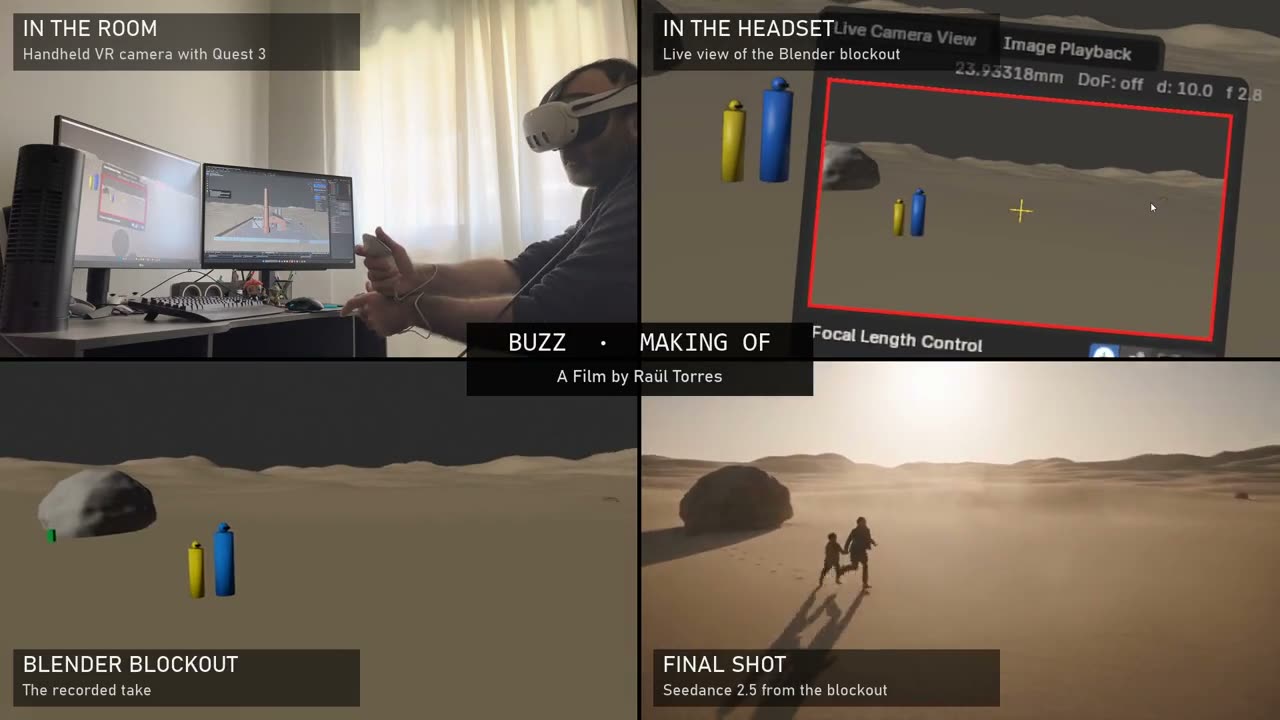 IN THE ROOM
Handheld VR camera with Quest 3
IN THE HEADSET
Live view of the Blender blockout
Live Camera View
Image Playback
23.93318mm DoF: off d: 10.0 f 2.8
Focal Length Control
BUZZ · MAKING OF
A Film by Raül Torres
BLENDER BLOCKOUT
The recorded take
FINAL SHOT
Seedance 2.5 from the blockout